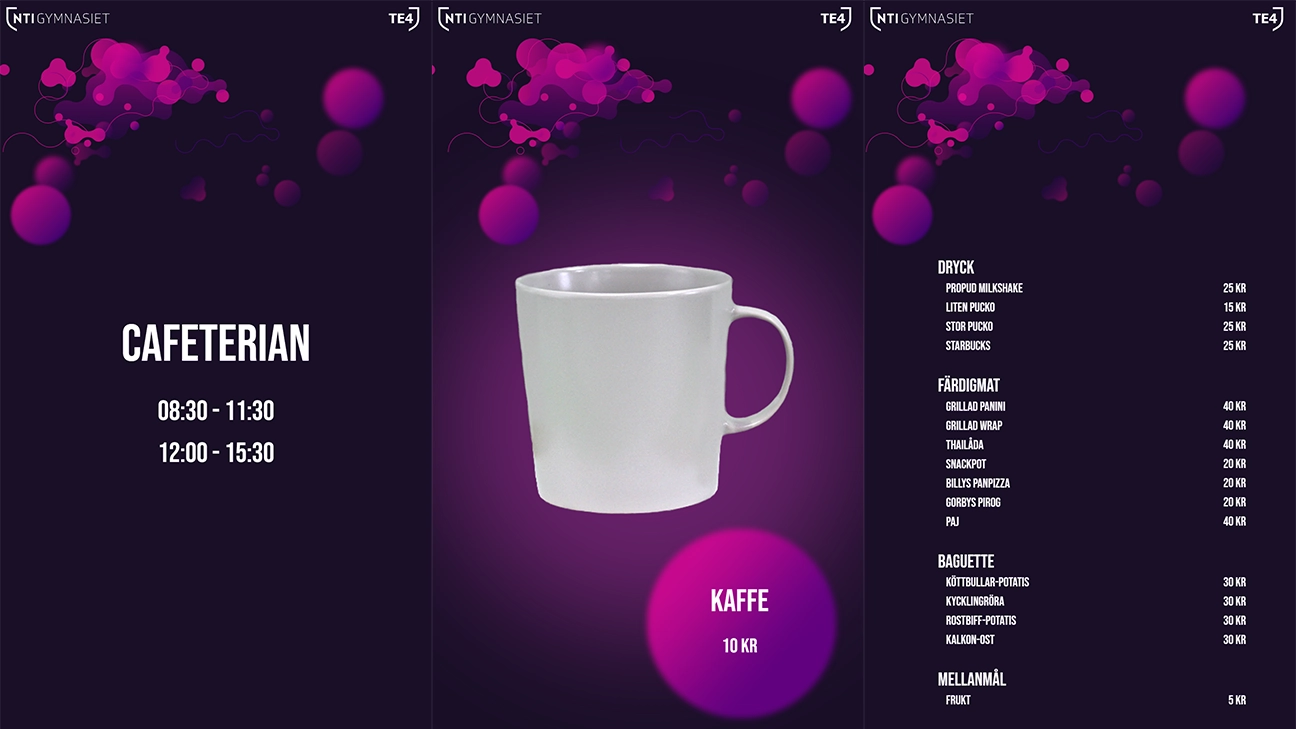 NTI GYMNASIET
TE4
CAFETERIAN
08:30 - 11:30
12:00 - 15:30
NTI GYMNASIET
TE4
KAFFE
10 KR
NTI GYMNASIET
TE4
DRYCK
PROPUD MILKSHAKE 25 KR
LITEN PUCKO 15 KR
STOR PUCKO 25 KR
STARBUCKS 25 KR
FÄRDIGMAT
GRILLAD PANINI 40 KR
GRILLAD WRAP 40 KR
THAILÅDA 40 KR
SNACKPOT 20 KR
BILLYS PANPIZZA 20 KR
GORBYS PIROG 20 KR
PAJ 40 KR
BAGUETTE
KÖTTBULLAR-POTATIS 30 KR
KYCKLINGRÖRA 30 KR
ROSTBIFF-POTATIS 30 KR
KALKON-OST 30 KR
MELLANMÅL
FRUKT 5 KR